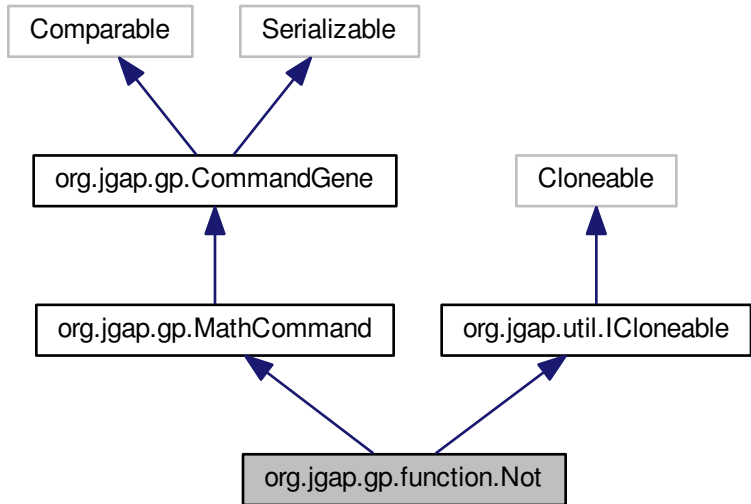 Comparable
Serializable
org.jgap.gp.CommandGene
Cloneable
org.jgap.gp.MathCommand
org.jgap.util.ICloneable
org.jgap.gp.function.Not